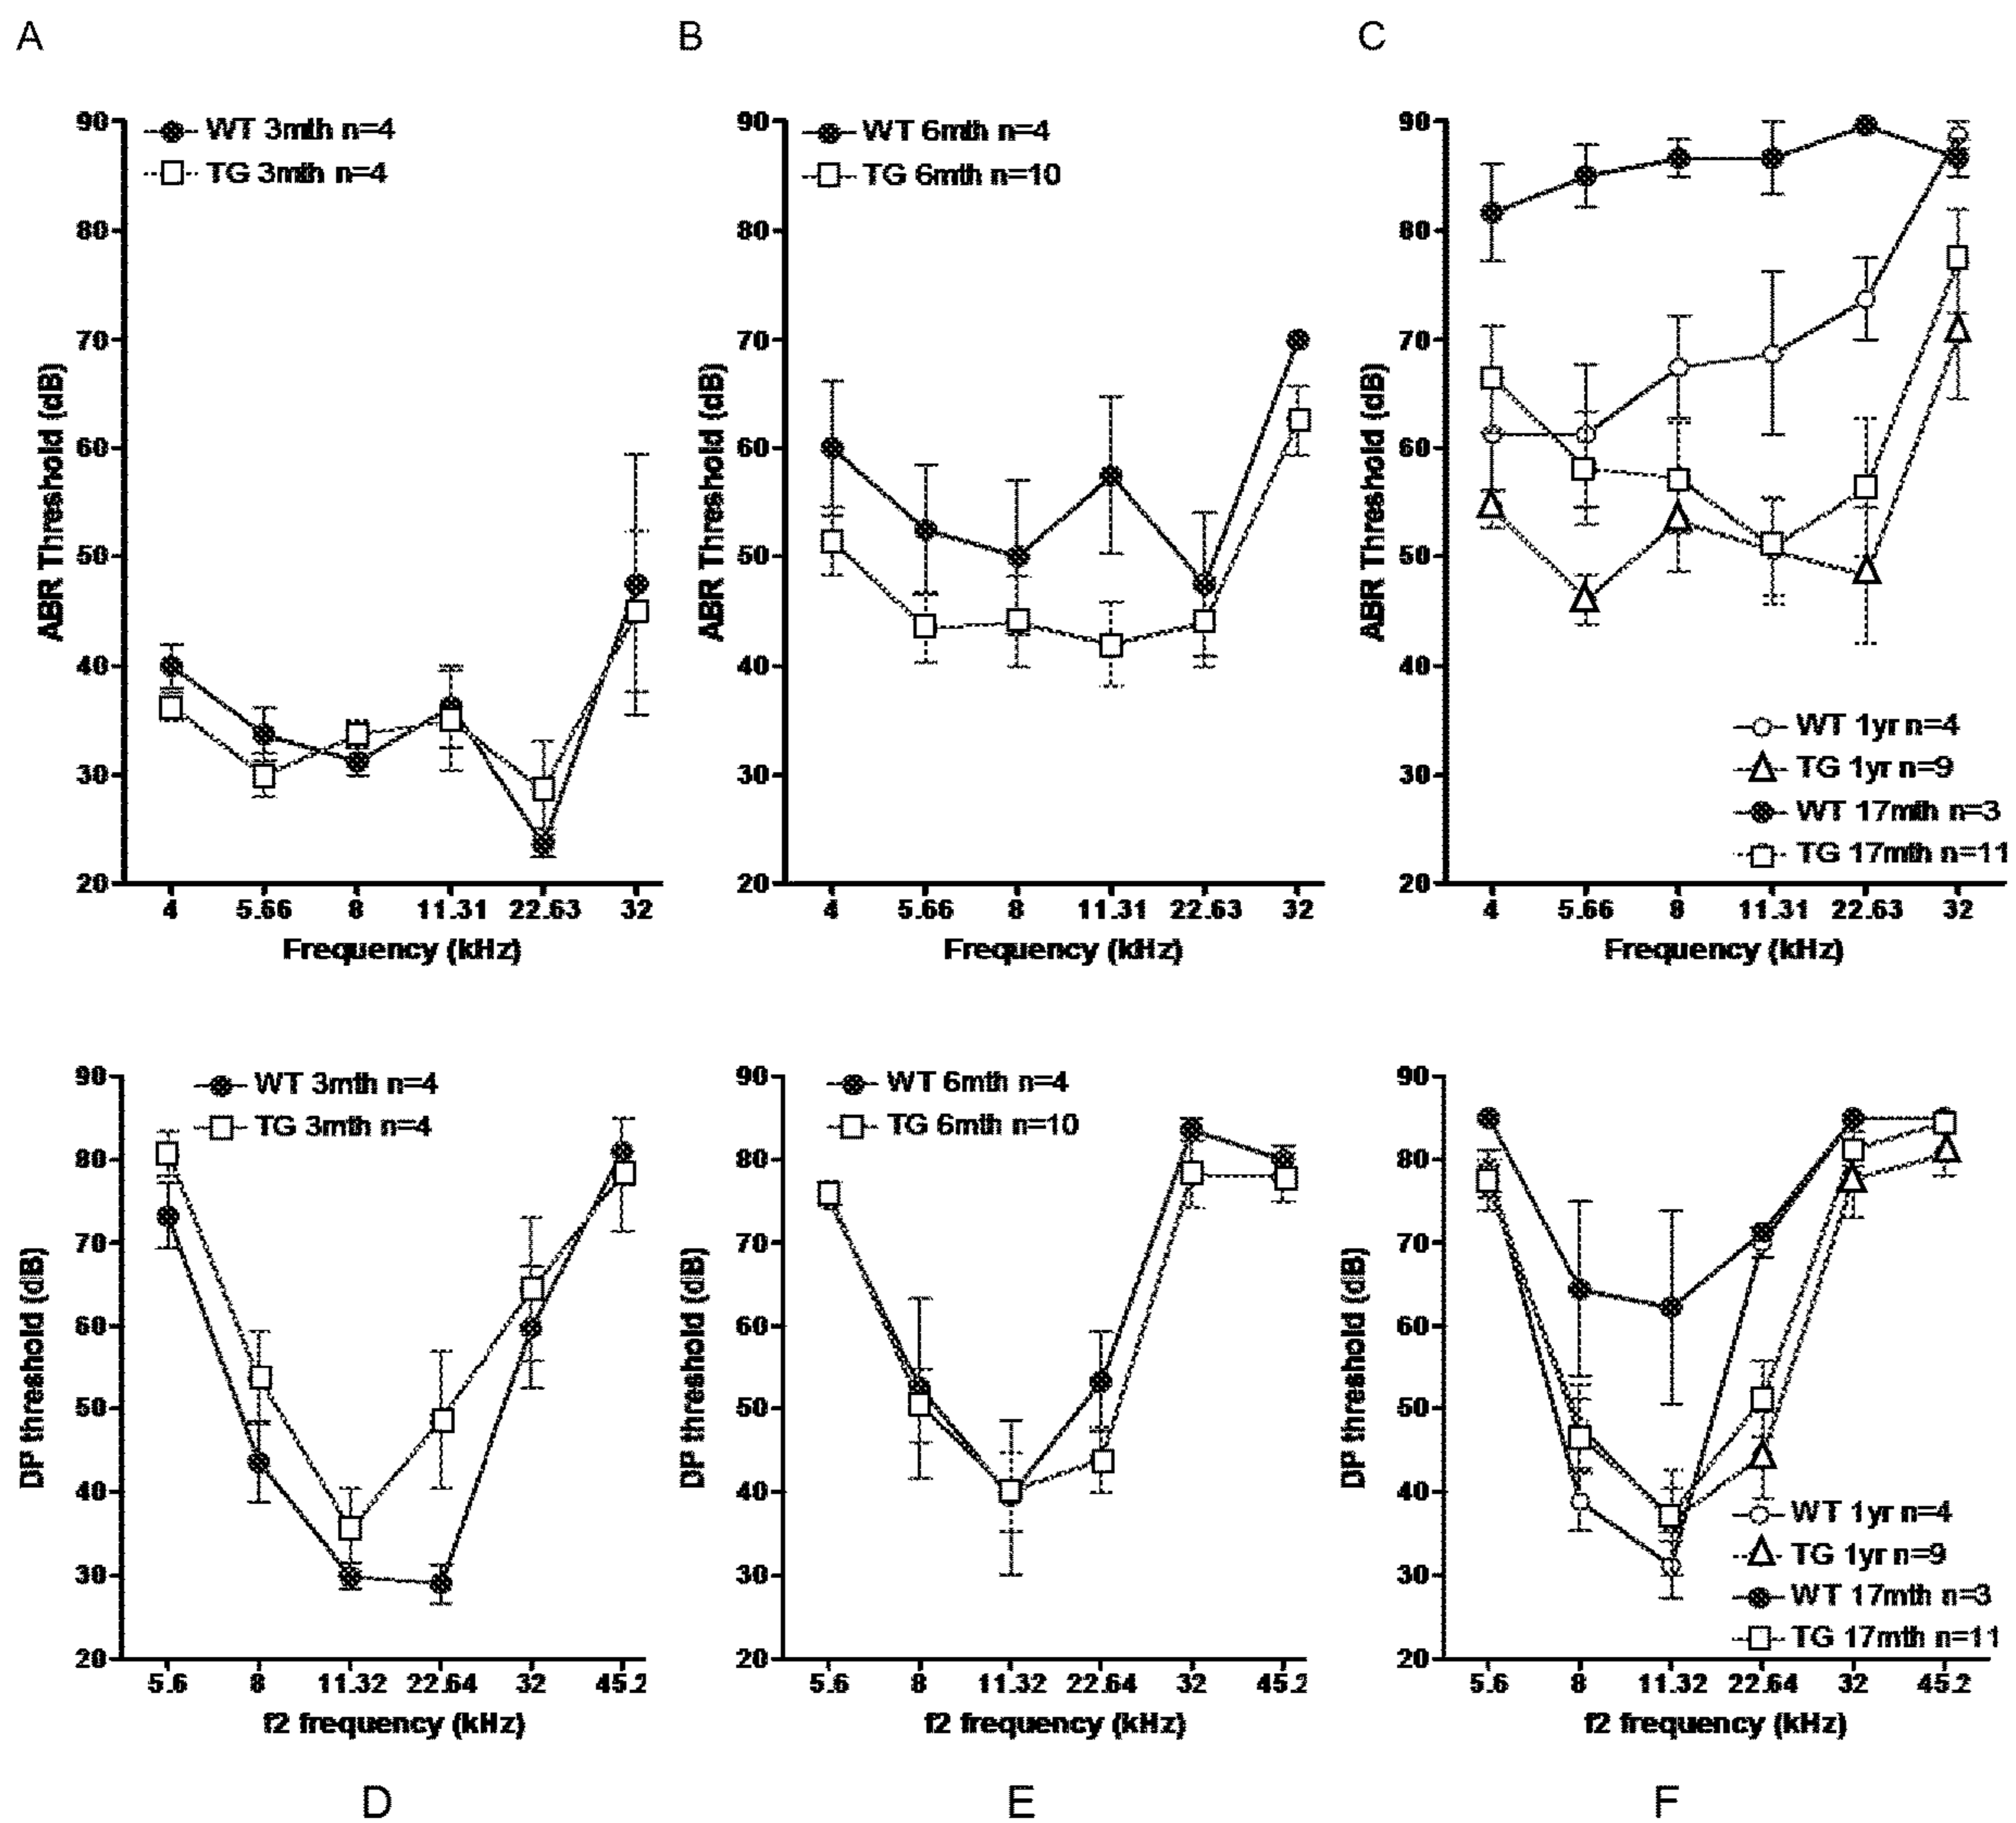 A
B
C
90
80
70
60
50
40
30
20
ABR Threshold (dB)
WT 3mth n=4
TG 3mth n=4
4 5.66 8 11.31 22.63 32
Frequency (kHz)
90
80
70
60
50
40
30
20
ABR Threshold (dB)
WT 6mth n=4
TG 6mth n=10
4 5.66 8 11.31 22.63 32
Frequency (kHz)
90
80
70
60
50
40
30
20
ABR Threshold (dB)
WT 1yr n=4
TG 1yr n=9
WT 17mth n=3
TG 17mth n=11
4 5.66 8 11.31 22.63 32
Frequency (kHz)
90
80
70
60
50
40
30
20
DP threshold (dB)
WT 3mth n=4
TG 3mth n=4
5.6 8 11.32 22.64 32 45.2
f2 frequency (kHz)
D
90
80
70
60
50
40
30
20
DP threshold (dB)
WT 6mth n=4
TG 6mth n=10
5.6 8 11.32 22.64 32 45.2
f2 frequency (kHz)
E
90
80
70
60
50
40
30
20
DP threshold (dB)
WT 1yr n=4
TG 1yr n=9
WT 17mth n=3
TG 17mth n=11
5.6 8 11.32 22.64 32 45.2
f2 frequency (kHz)
F